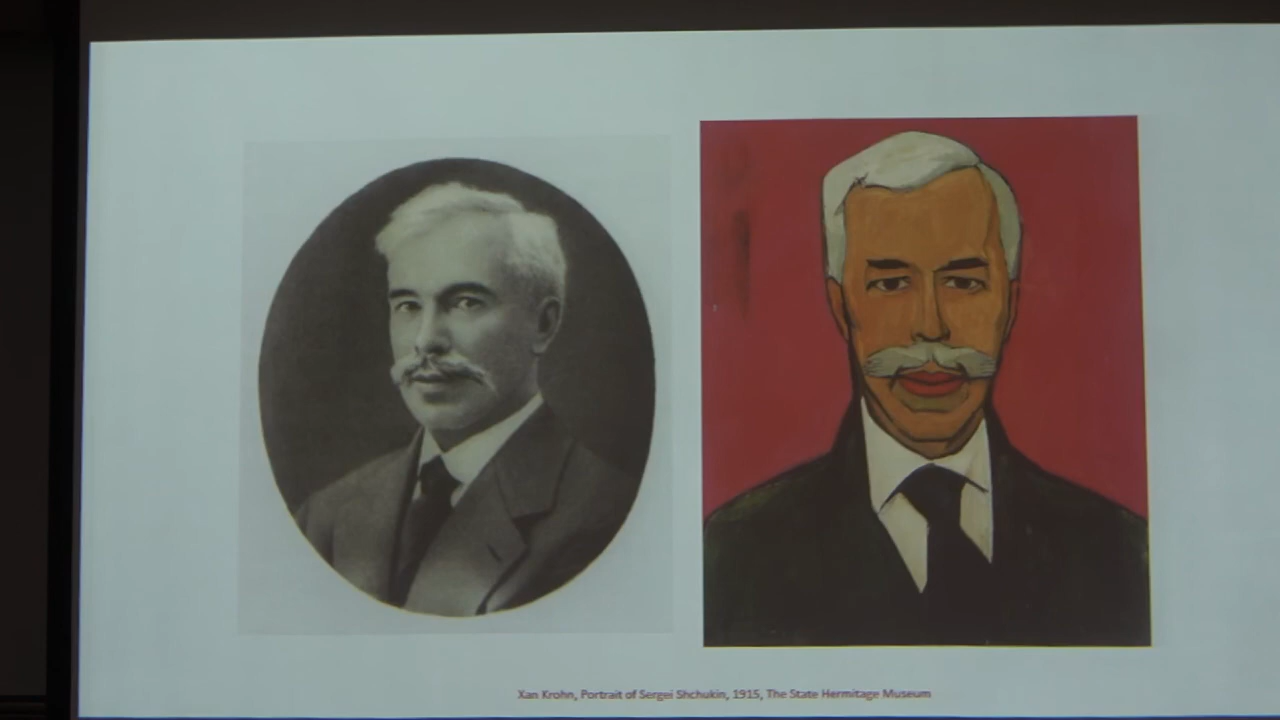 Xan Krohn, Portrait of Sergei Shchukin, 1915, The State Hermitage Museum